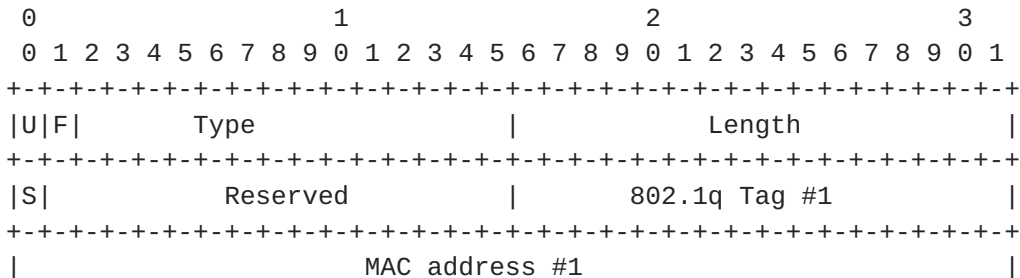 0                   1                   2                   3
 0 1 2 3 4 5 6 7 8 9 0 1 2 3 4 5 6 7 8 9 0 1 2 3 4 5 6 7 8 9 0 1
+-+-+-+-+-+-+-+-+-+-+-+-+-+-+-+-+-+-+-+-+-+-+-+-+-+-+-+-+-+-+-+-+
|U|F|       Type                |            Length             |
+-+-+-+-+-+-+-+-+-+-+-+-+-+-+-+-+-+-+-+-+-+-+-+-+-+-+-+-+-+-+-+-+
|S|           Reserved          |       802.1q Tag #1           |
+-+-+-+-+-+-+-+-+-+-+-+-+-+-+-+-+-+-+-+-+-+-+-+-+-+-+-+-+-+-+-+-+
|                      MAC address #1                           |